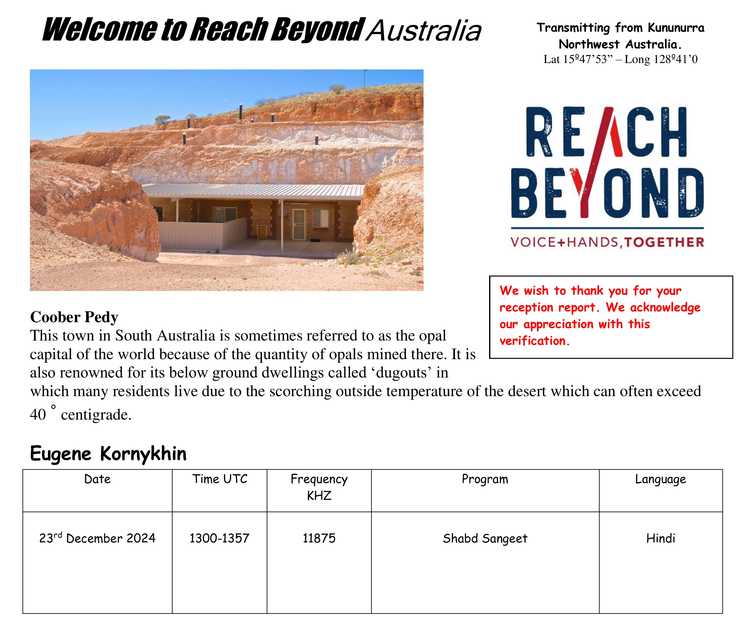 Welcome to Reach Beyond Australia
Transmitting from Kununurra
Northwest Australia.
Lat 15º47’53” – Long 128º41’0
REACH
BEYOND
VOICE+HANDS,TOGETHER
We wish to thank you for your
reception report. We acknowledge
our appreciation with this
verification.
Coober Pedy
This town in South Australia is sometimes referred to as the opal
capital of the world because of the quantity of opals mined there. It is
also renowned for its below ground dwellings called ‘dugouts’ in
which many residents live due to the scorching outside temperature of the desert which can often exceed
40 ° centigrade.
Eugene Kornykhin
Date Time UTC Frequency KHZ Program Language
23rd December 2024 1300-1357 11875 Shabd Sangeet Hindi